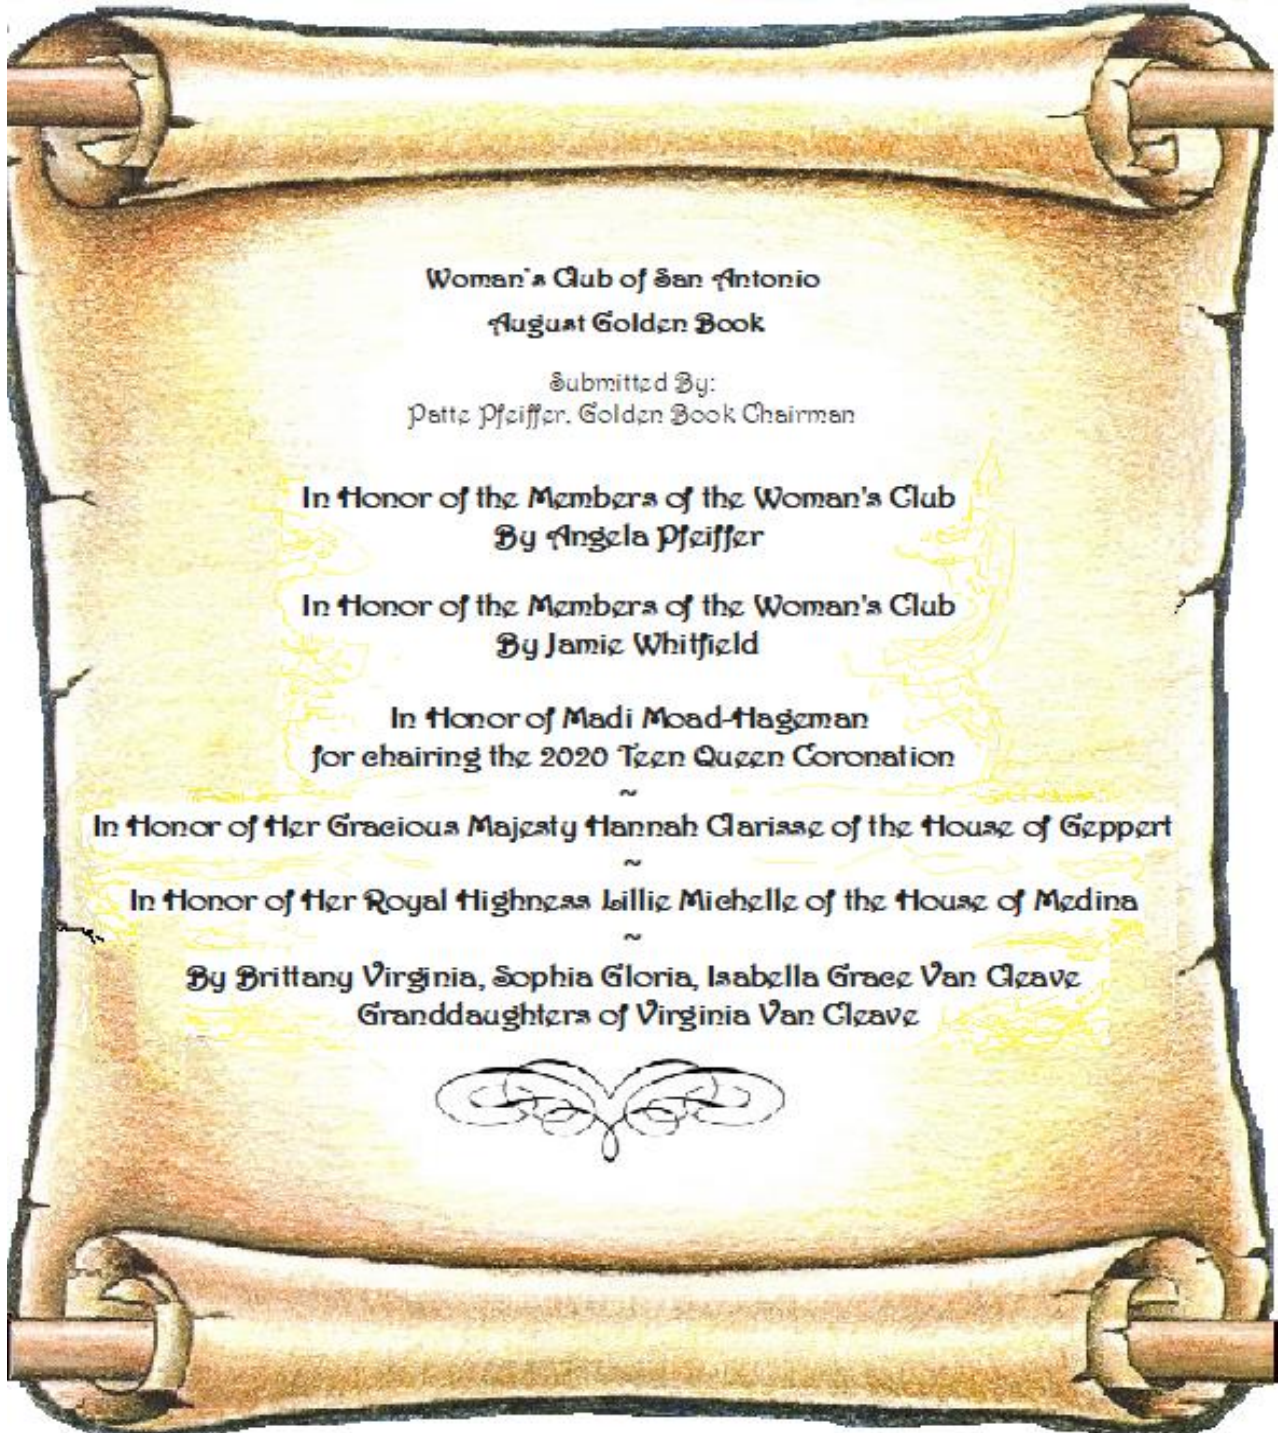 Woman's Club of San Antonio
August Golden Book
Submitted By:
Patte Pfeiffer, Golden Book Chairman
In Honor of the Members of the Woman's Club
By Angela Pfeiffer
In Honor of the Members of the Woman's Club
By Jamie Whitfield
In Honor of Madi Moad-Hageman
for chairing the 2020 Teen Queen Coronation
~
In Honor of Her Gracious Majesty Hannah Clarisse of the House of Geppert
~
In Honor of Her Royal Highness Lillie Michelle of the House of Medina
~
By Brittany Virginia, Sophia Gloria, Isabella Grace Van Cleave
Granddaughters of Virginia Van Cleave